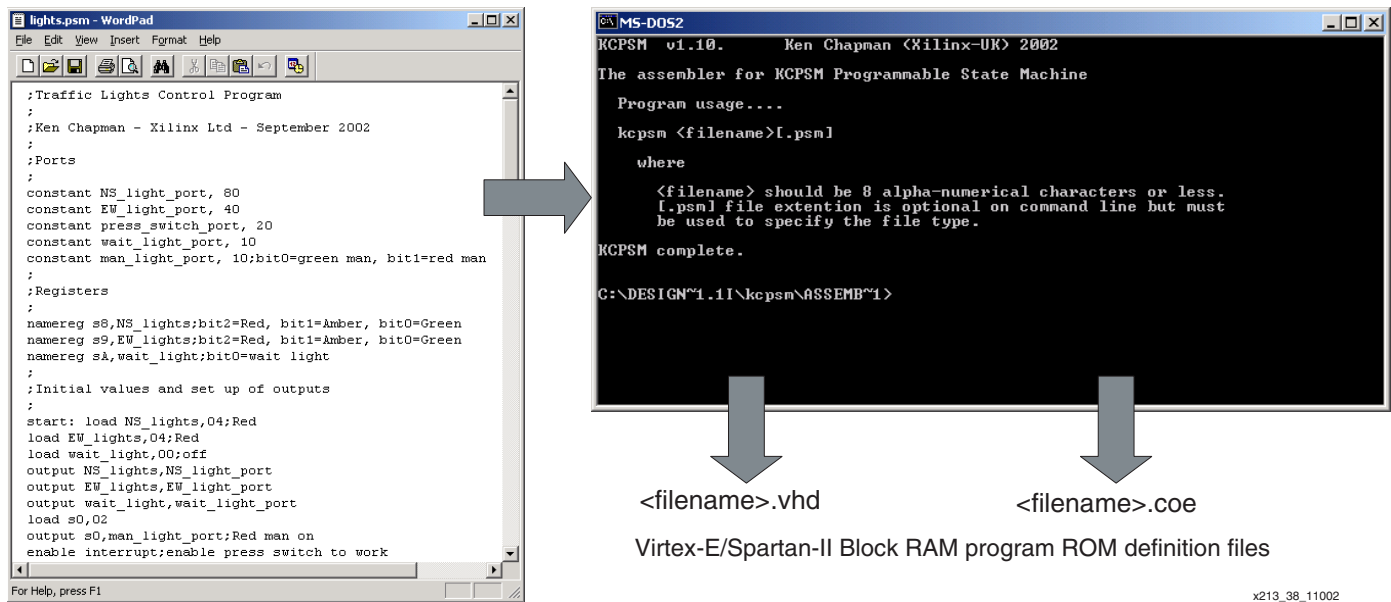 lights.psm - WordPad
File Edit View Insert Format Help
;Traffic Lights Control Program
;
;Ken Chapman - Xilinx Ltd - September 2002
;
;Ports
;
constant NS_light_port, 80
constant EW_light_port, 40
constant press_switch_port, 20
constant wait_light_port, 10
constant man_light_port, 10;bit0=green man, bit1=red man
;
;Registers
;
namereg s8,NS_lights;bit2=Red, bit1=Amber, bit0=Green
namereg s9,EW_lights;bit2=Red, bit1=Amber, bit0=Green
namereg sA,wait_light;bit0=wait light
;
;Initial values and set up of outputs
;
start: load NS_lights,04;Red
load EW_lights,04;Red
load wait_light,00;off
output NS_lights,NS_light_port
output EW_lights,EW_light_port
output wait_light,wait_light_port
load s0,02
output s0,man_light_port;Red man on
enable interrupt;enable press switch to work
For Help, press F1
MS-DOS2
KCPSM v1.10. Ken Chapman (Xilinx-UK) 2002
The assembler for KCPSM Programmable State Machine
Program usage....
kcpsm <filename>[.psm]
where
<filename> should be 8 alpha-numerical characters or less.
[.psm] file extention is optional on command line but must
be used to specify the file type.
KCPSM complete.
C:\DESIGN~1.1I\kcpsm\ASSEMB~1>
<filename>.vhd
<filename>.coe
Virtex-E/Spartan-II Block RAM program ROM definition files
x213_38_11002